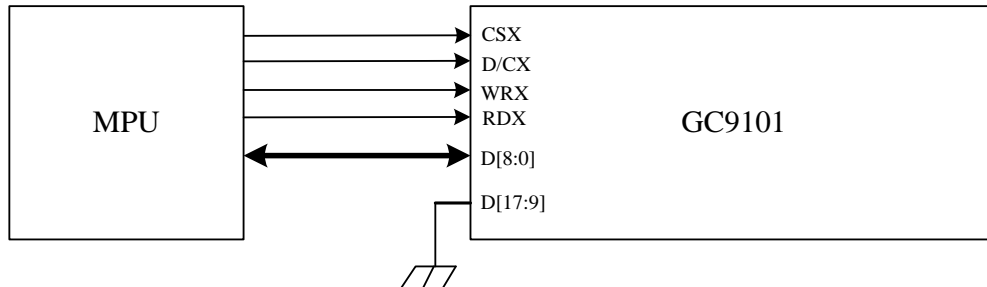 CSX
D/CX
WRX
MPU
RDX
GC9101
D[8:0]
D[17:9]